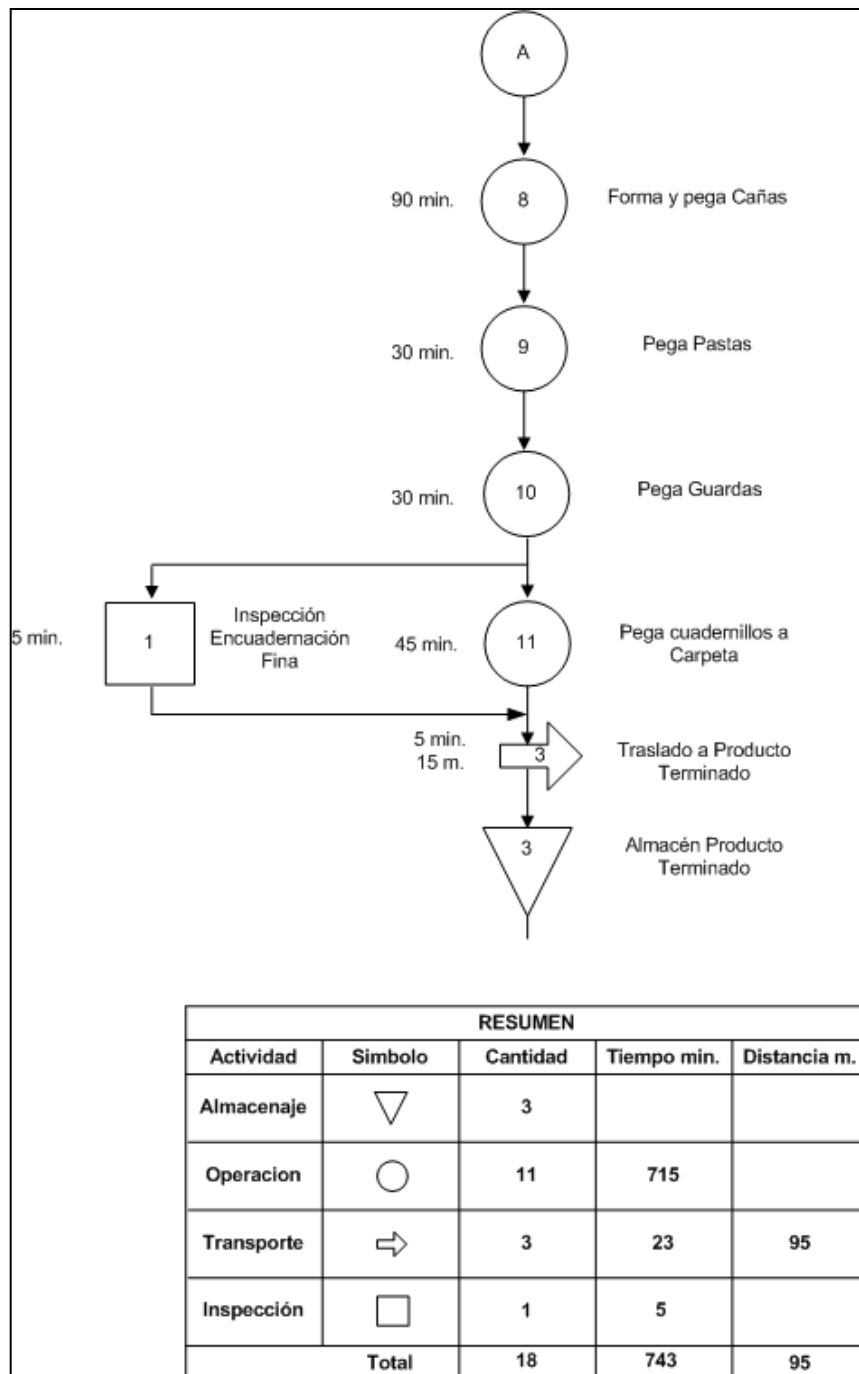 A
90 min.
8
Forma y pega Cañas
30 min.
9
Pega Pastas
30 min.
10
Pega Guardas
5 min.
1
Inspección
Encuadernación
Fina
45 min.
11
Pega cuadernillos a
Carpeta
5 min.
15 m.
3
Traslado a Producto
Terminado
3
Almacén Producto
Terminado
RESUMEN
Actividad Simbolo Cantidad Tiempo min. Distancia m.
Almacenaje 3
Operacion 11 715
Transporte 3 23 95
Inspección 1 5
Total 18 743 95